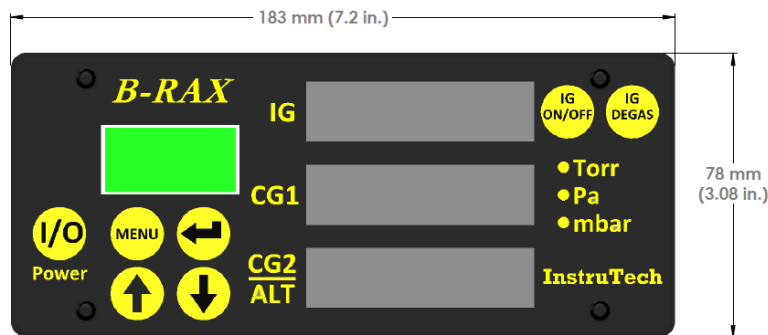 183 mm (7.2 in.)
B-RAX
IG
IG
ON/OFF
IG
DEGAS
Torr
Pa
mbar
CG1
78 mm
(3.08 in.)
I/O
MENU
Power
CG2
ALT
InstruTech